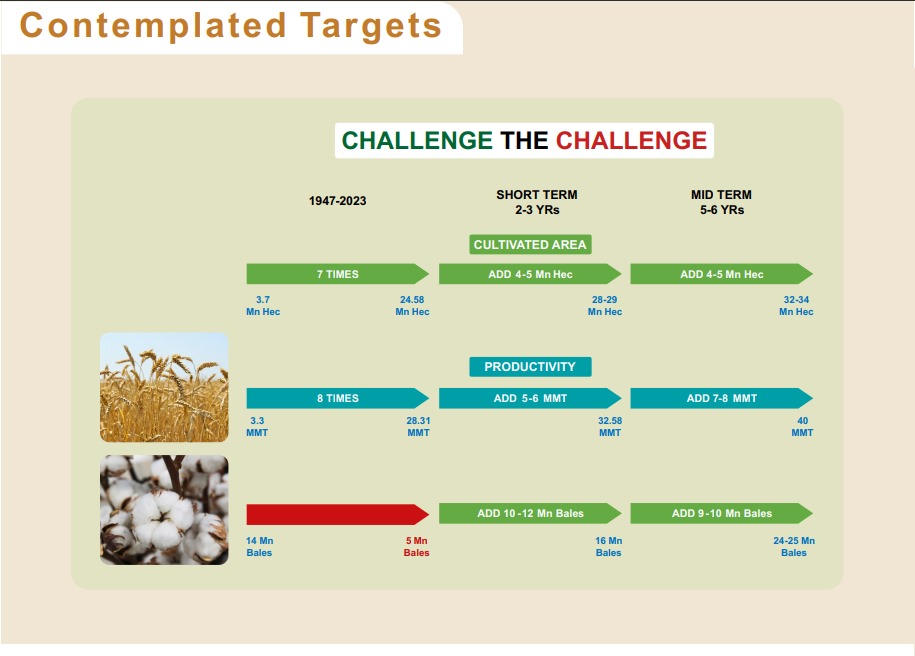 Contemplated Targets
CHALLENGE THE CHALLENGE
1947-2023
SHORT TERM
2-3 YRs
MID TERM
5-6 YRs
CULTIVATED AREA
7 TIMES
ADD 4-5 Mn Hec
ADD 4-5 Mn Hec
3.7
Mn Hec
24.58
Mn Hec
28-29
Mn Hec
32-34
Mn Hec
PRODUCTIVITY
8 TIMES
ADD 5-6 MMT
ADD 7-8 MMT
3.3
MMT
28.31
MMT
32.58
MMT
40
MMT
ADD 10-12 Mn Bales
ADD 9-10 Mn Bales
14 Mn
Bales
5 Mn
Bales
16 Mn
Bales
24-25 Mn
Bales